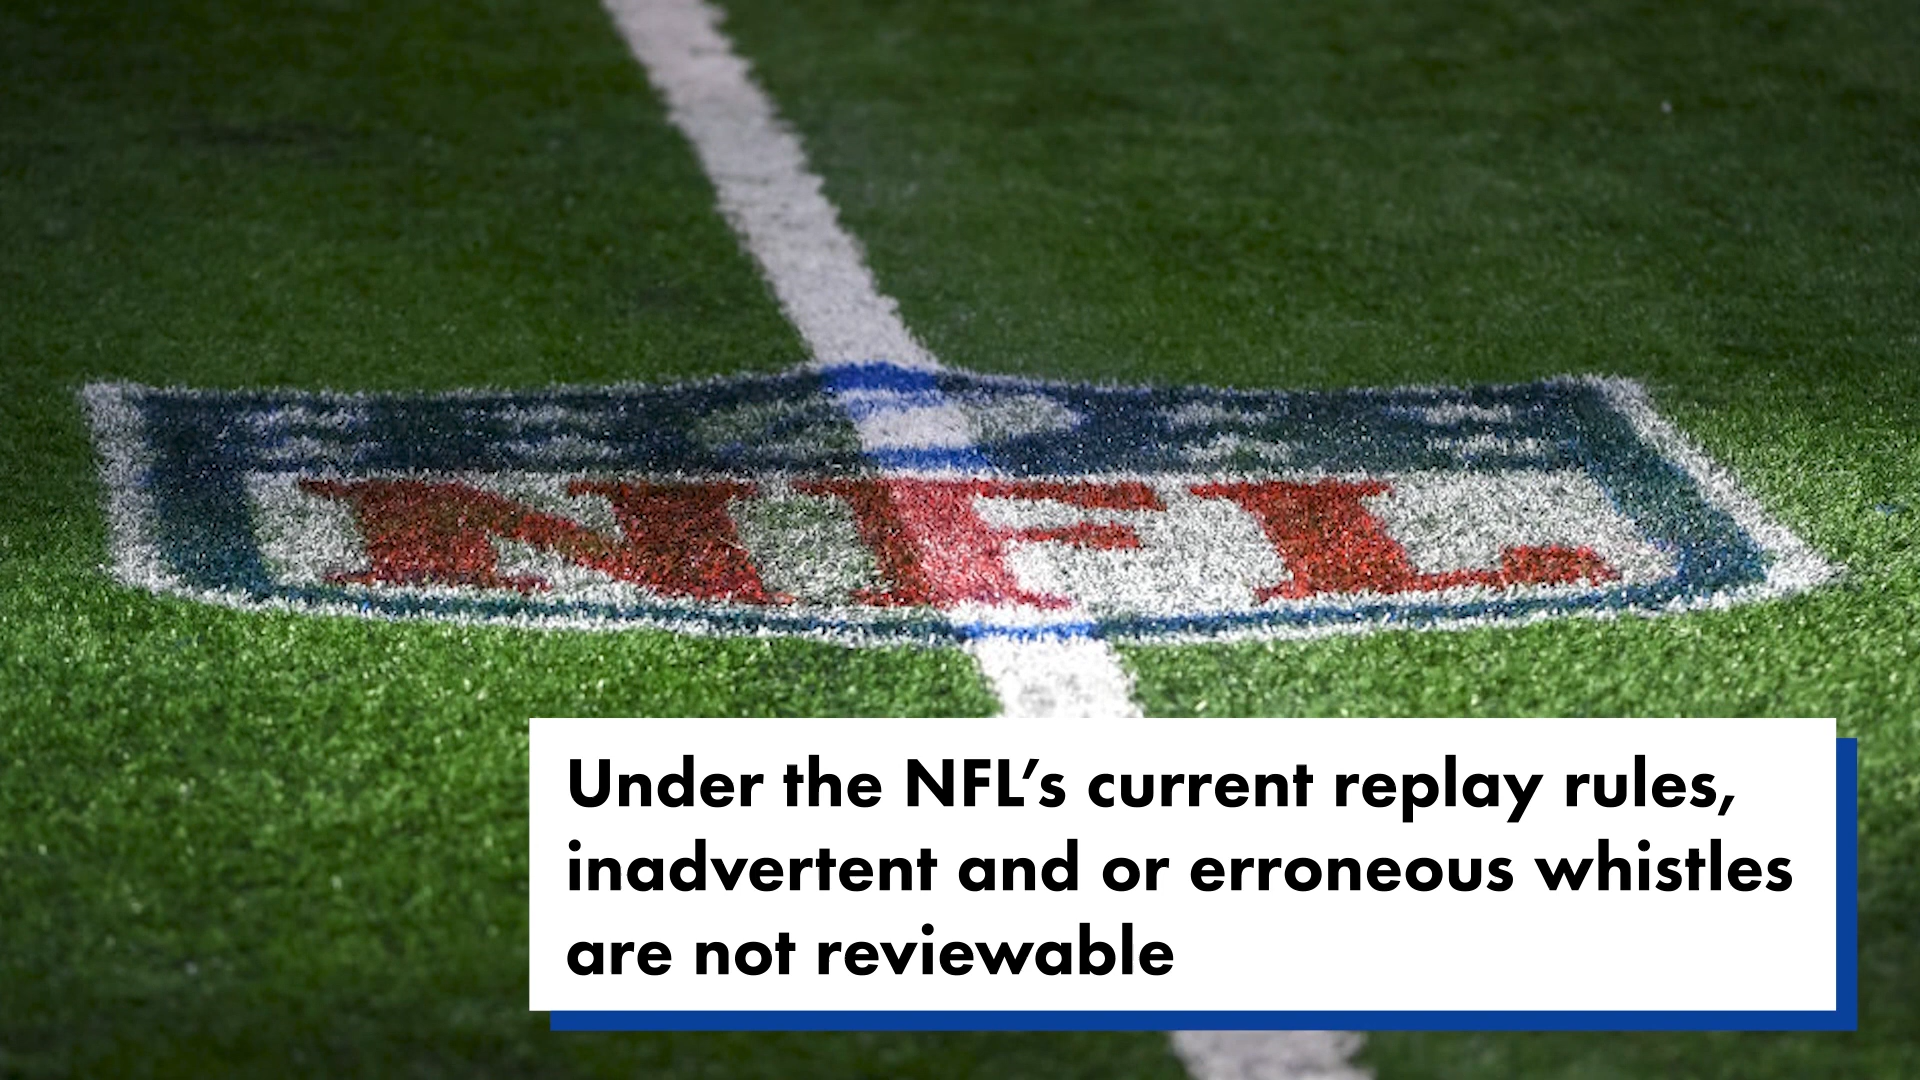 NFL
Under the NFL’s current replay rules,
inadvertent and or erroneous whistles
are not reviewable